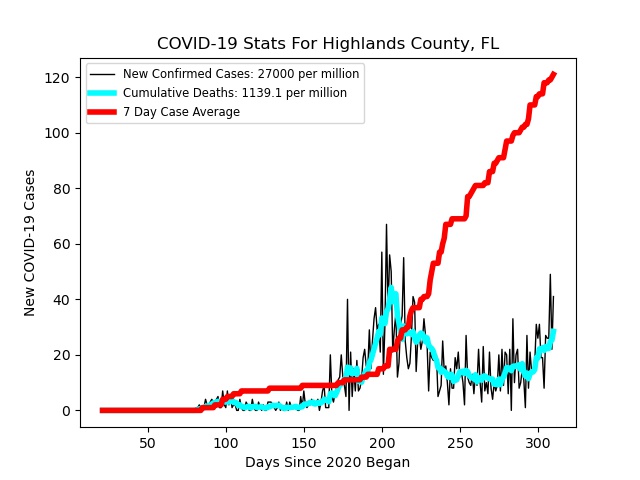 COVID-19 Stats For Highlands County, FL
New Confirmed Cases: 27000 per million
Cumulative Deaths: 1139.1 per million
7 Day Case Average
120
100
80
60
40
20
0
New COVID-19 Cases
50 100 150 200 250 300
Days Since 2020 Began